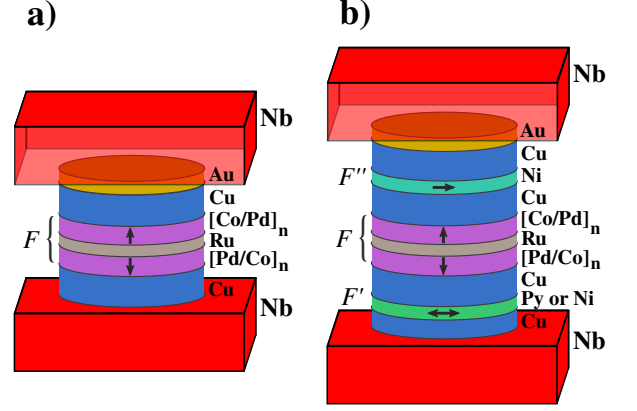 a)
Nb
Au
Cu
[Co/Pd]n
F {
Ru
[Pd/Co]n
Cu
Nb
b)
Nb
Au
Cu
F''
Ni
Cu
[Co/Pd]n
F {
Ru
[Pd/Co]n
Cu
F'
Py or Ni
Cu
Nb